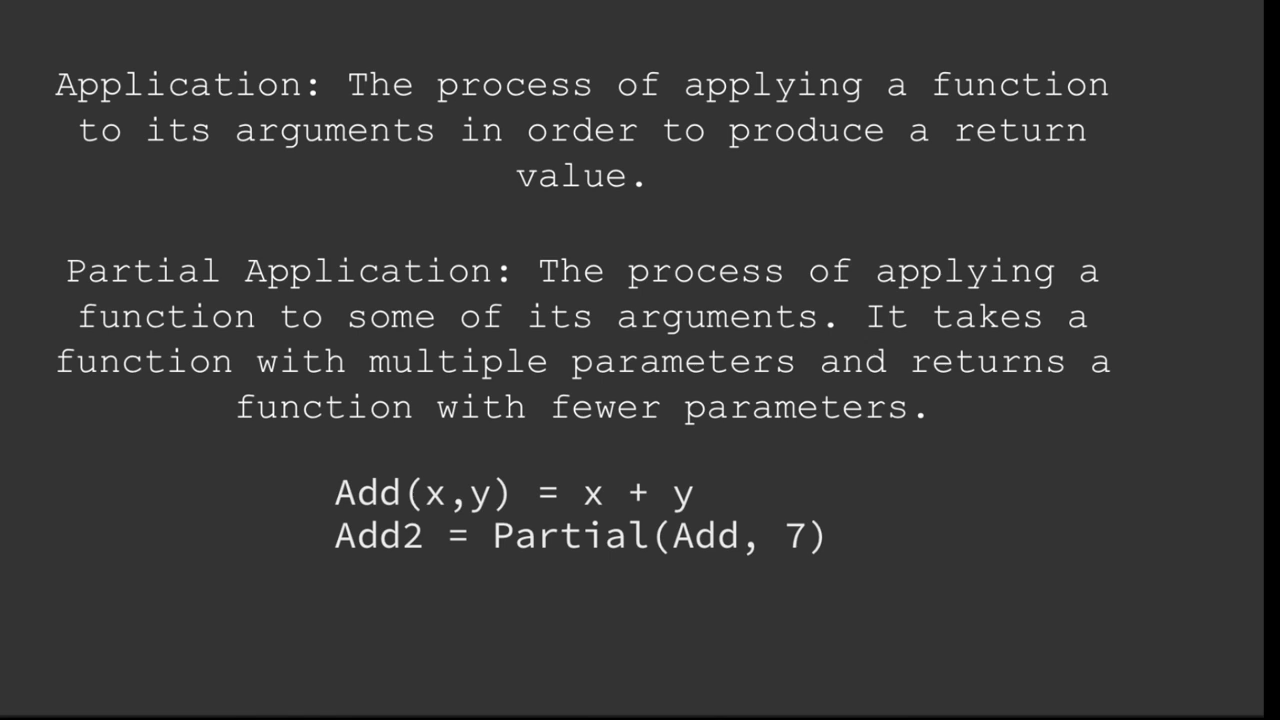 Application: The process of applying a function
to its arguments in order to produce a return
value.
Partial Application: The process of applying a
function to some of its arguments. It takes a
function with multiple parameters and returns a
function with fewer parameters.
Add(x,y) = x + y
Add2 = Partial(Add, 7)